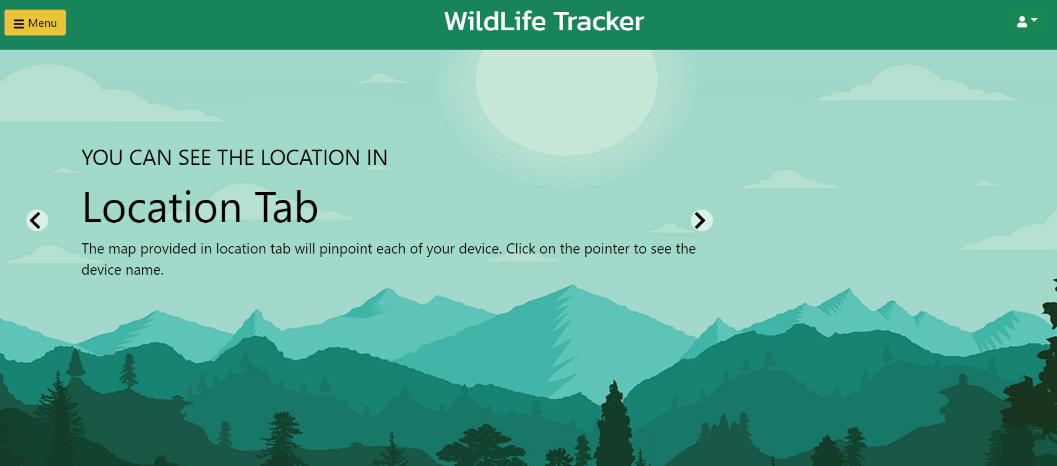 Menu
WildLife Tracker
YOU CAN SEE THE LOCATION IN
Location Tab
The map provided in location tab will pinpoint each of your device. Click on the pointer to see the
device name.